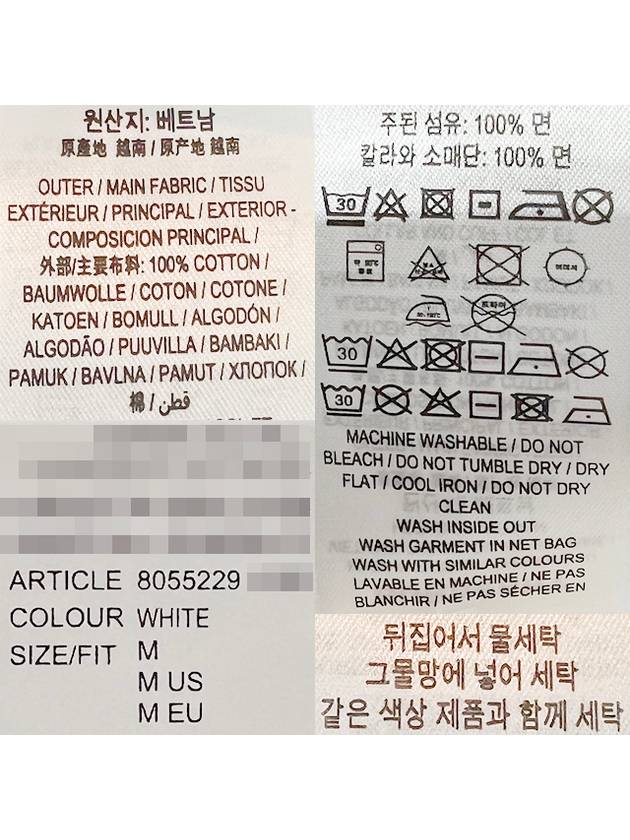 원산지: 베트남
原產地 越南 / 原产地 越南
OUTER / MAIN FABRIC / TISSU
EXTÉRIEUR / PRINCIPAL / EXTERIOR -
COMPOSICION PRINCIPAL /
外部/主要布料: 100% COTTON /
BAUMWOLLE / COTON / COTONE /
KATOEN / BOMULL / ALGODÓN /
ALGODÃO / PUUVILLA / BAMBAKI /
PAMUK / BAVLNA / PAMUT / ХЛОПОК /
棉 / قطن
ARTICLE 8055229
COLOUR WHITE
SIZE/FIT M
M US
M EU
주된 섬유: 100% 면
칼라와 소매단: 100% 면
30
30
30
MACHINE WASHABLE / DO NOT
BLEACH / DO NOT TUMBLE DRY / DRY
FLAT / COOL IRON / DO NOT DRY
CLEAN
WASH INSIDE OUT
WASH GARMENT IN NET BAG
WASH WITH SIMILAR COLOURS
LAVABLE EN MACHINE / NE PAS
BLANCHIR / NE PAS SÉCHER EN
뒤집어서 물세탁
그물망에 넣어 세탁
같은 색상 제품과 함께 세탁